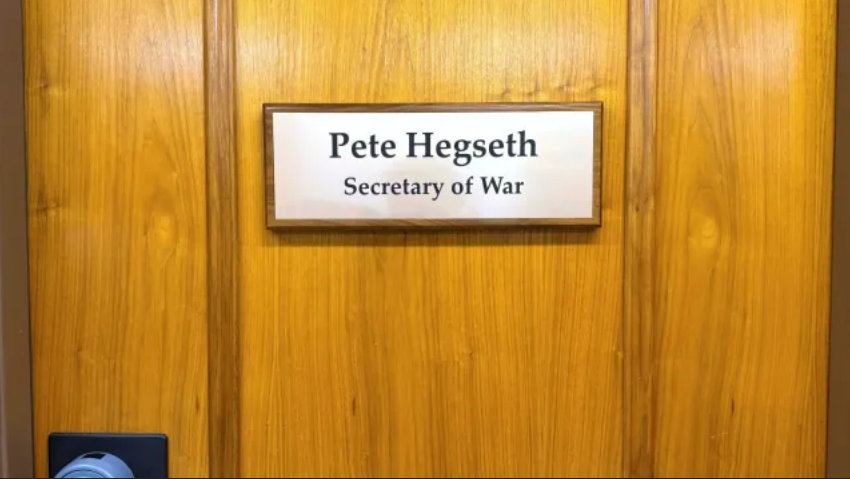 Pete Hegseth
Secretary of War